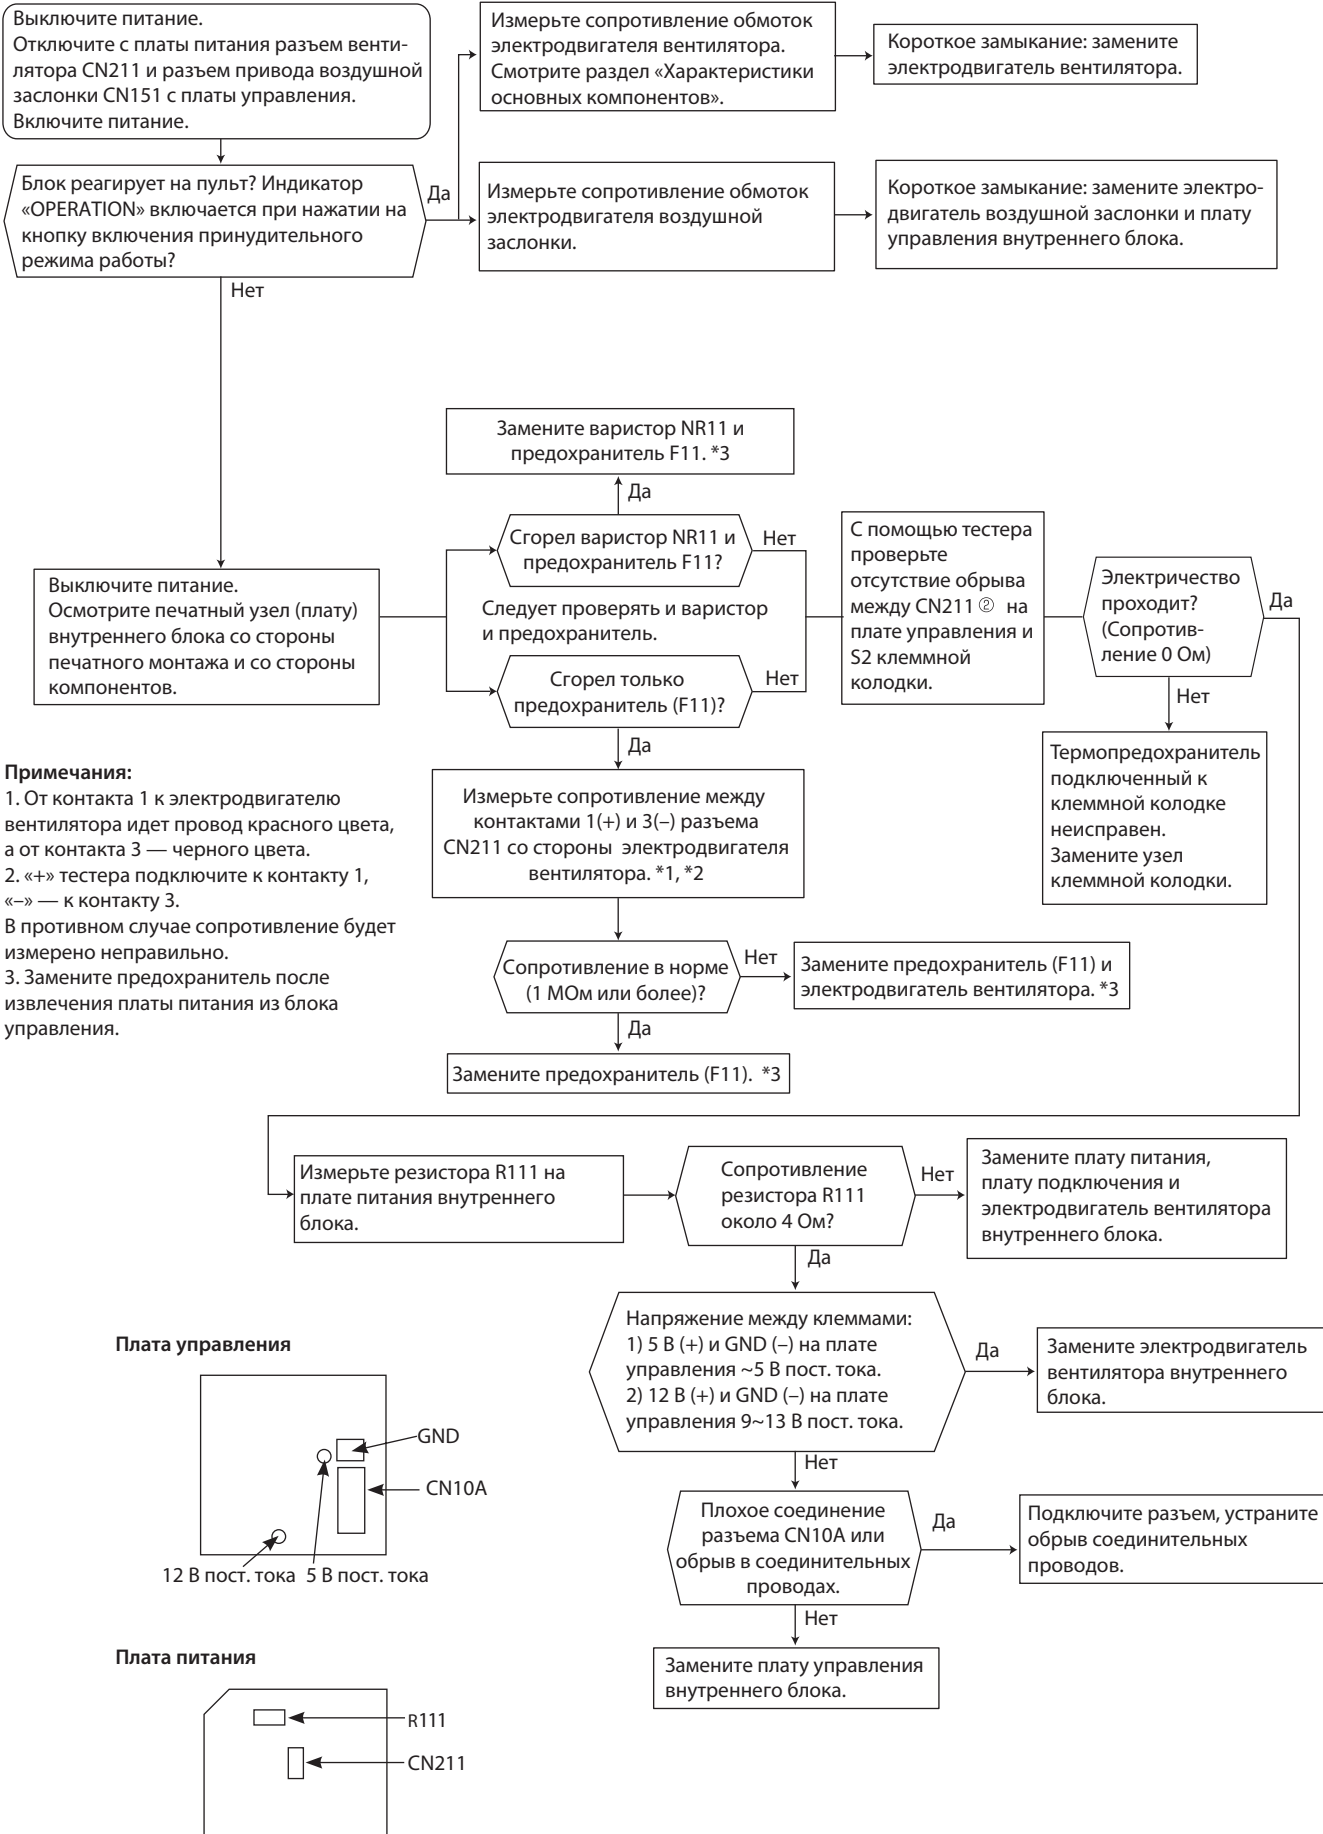 Выключите питание.
Отключите с платы питания разъем венти-
лятора CN211 и разъем привода воздушной
заслонки CN151 с платы управления.
Включите питание.
Измерьте сопротивление обмоток
электродвигателя вентилятора.
Смотрите раздел «Характеристики
основных компонентов».
Короткое замыкание: замените
электродвигатель вентилятора.
Блок реагирует на пульт? Индикатор
«OPERATION» включается при нажатии на
кнопку включения принудительного
режима работы?
Да
Измерьте сопротивление обмоток
электродвигателя воздушной
заслонки.
Короткое замыкание: замените электро-
двигатель воздушной заслонки и плату
управления внутреннего блока.
Нет
Замените варистор NR11 и
предохранитель F11. *3
Да
Сгорел варистор NR11 и
предохранитель F11?
Нет
Выключите питание.
Осмотрите печатный узел (плату)
внутреннего блока со стороны
печатного монтажа и со стороны
компонентов.
Следует проверять и варистор
и предохранитель.
Сгорел только
предохранитель (F11)?
Нет
С помощью тестера
проверьте
отсутствие обрыва
между CN211 ② на
плате управления и
S2 клеммной
колодки.
Электричество
проходит?
(Сопротив-
ление 0 Ом)
Да
Нет
Термопредохранитель
подключенный к
клеммной колодке
неисправен.
Замените узел
клеммной колодки.
Да
Измерьте сопротивление между
контактами 1(+) и 3(–) разъема
CN211 со стороны электродвигателя
вентилятора. *1, *2
Примечания:
1. От контакта 1 к электродвигателю
вентилятора идет провод красного цвета,
а от контакта 3 — черного цвета.
2. «+» тестера подключите к контакту 1,
«–» — к контакту 3.
В противном случае сопротивление будет
измерено неправильно.
3. Замените предохранитель после
извлечения платы питания из блока
управления.
Сопротивление в норме
(1 МОм или более)?
Нет
Замените предохранитель (F11) и
электродвигатель вентилятора. *3
Да
Замените предохранитель (F11). *3
Измерьте резистора R111 на
плате питания внутреннего
блока.
Сопротивление
резистора R111
около 4 Ом?
Нет
Замените плату питания,
плату подключения и
электродвигатель вентилятора
внутреннего блока.
Да
Напряжение между клеммами:
1) 5 В (+) и GND (–) на плате
управления ~5 В пост. тока.
2) 12 В (+) и GND (–) на плате
управления 9~13 В пост. тока.
Да
Замените электродвигатель
вентилятора внутреннего
блока.
Нет
Плохое соединение
разъема CN10A или
обрыв в соединительных
проводах.
Да
Подключите разъем, устраните
обрыв соединительных
проводов.
Нет
Замените плату управления
внутреннего блока.
Плата управления
GND
CN10A
12 В пост. тока
5 В пост. тока
Плата питания
R111
CN211